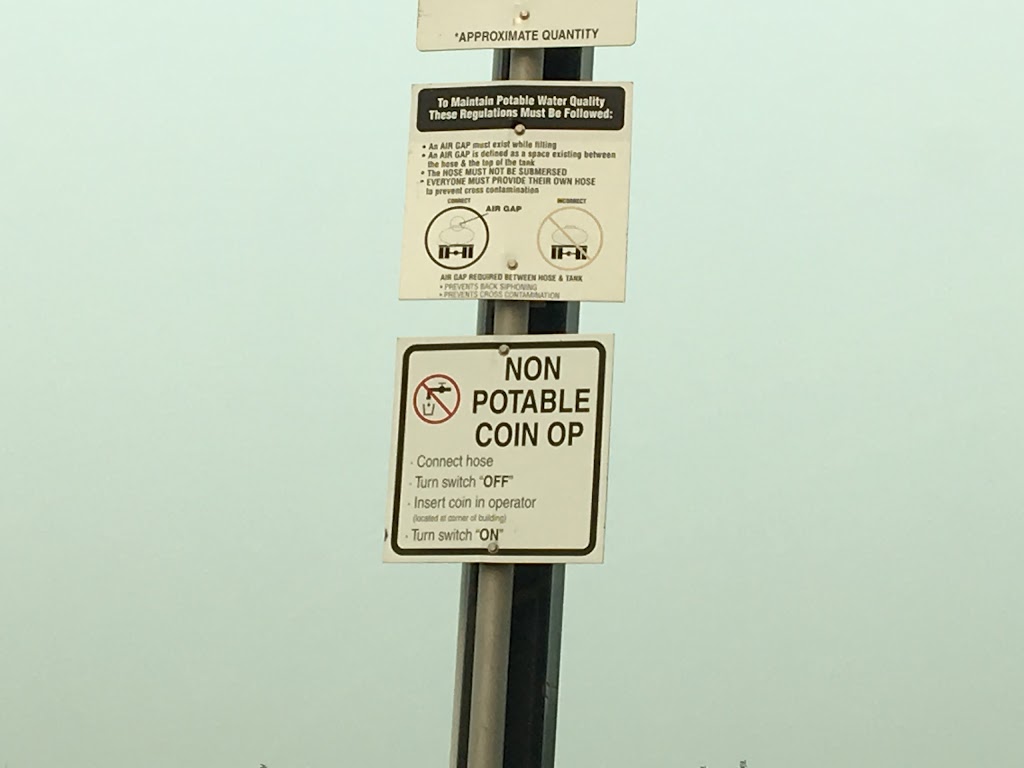 *APPROXIMATE QUANTITY
To Maintain Potable Water Quality
These Regulations Must Be Followed:
• An AIR GAP must exist while filling
• An AIR GAP is defined as a space existing between
the hose & the top of the tank
• The HOSE MUST NOT BE SUBMERSED
• EVERYONE MUST PROVIDE THEIR OWN HOSE
to prevent cross contamination
CORRECT
AIR GAP
INCORRECT
AIR GAP REQUIRED BETWEEN HOSE & TANK
• PREVENTS BACK SIPHONING
• PREVENTS CROSS CONTAMINATION
NON
POTABLE
COIN OP
· Connect hose
· Turn switch "OFF"
· Insert coin in operator
(located at corner of building)
· Turn switch "ON"